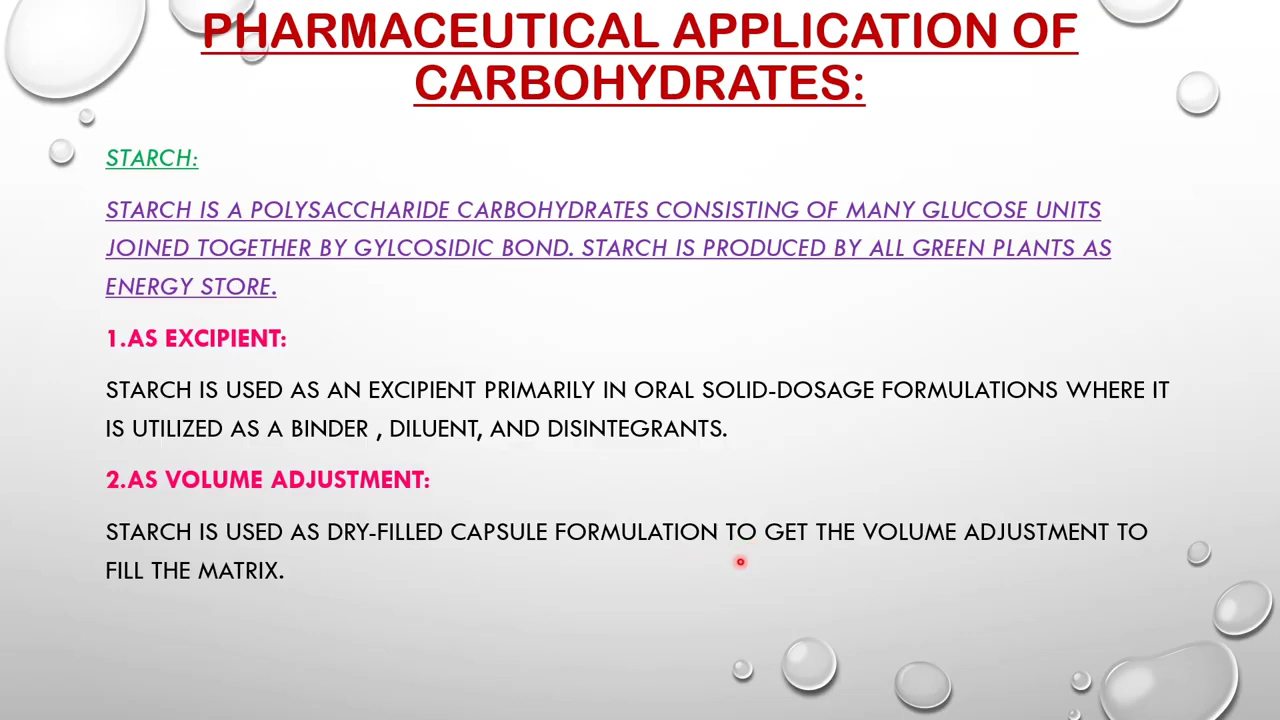 PHARMACEUTICAL APPLICATION OF
CARBOHYDRATES:
STARCH:
STARCH IS A POLYSACCHARIDE CARBOHYDRATES CONSISTING OF MANY GLUCOSE UNITS
JOINED TOGETHER BY GYLCOSIDIC BOND. STARCH IS PRODUCED BY ALL GREEN PLANTS AS
ENERGY STORE.
1.AS EXCIPIENT:
STARCH IS USED AS AN EXCIPIENT PRIMARILY IN ORAL SOLID-DOSAGE FORMULATIONS WHERE IT
IS UTILIZED AS A BINDER , DILUENT, AND DISINTEGRANTS.
2.AS VOLUME ADJUSTMENT:
STARCH IS USED AS DRY-FILLED CAPSULE FORMULATION TO GET THE VOLUME ADJUSTMENT TO
FILL THE MATRIX.